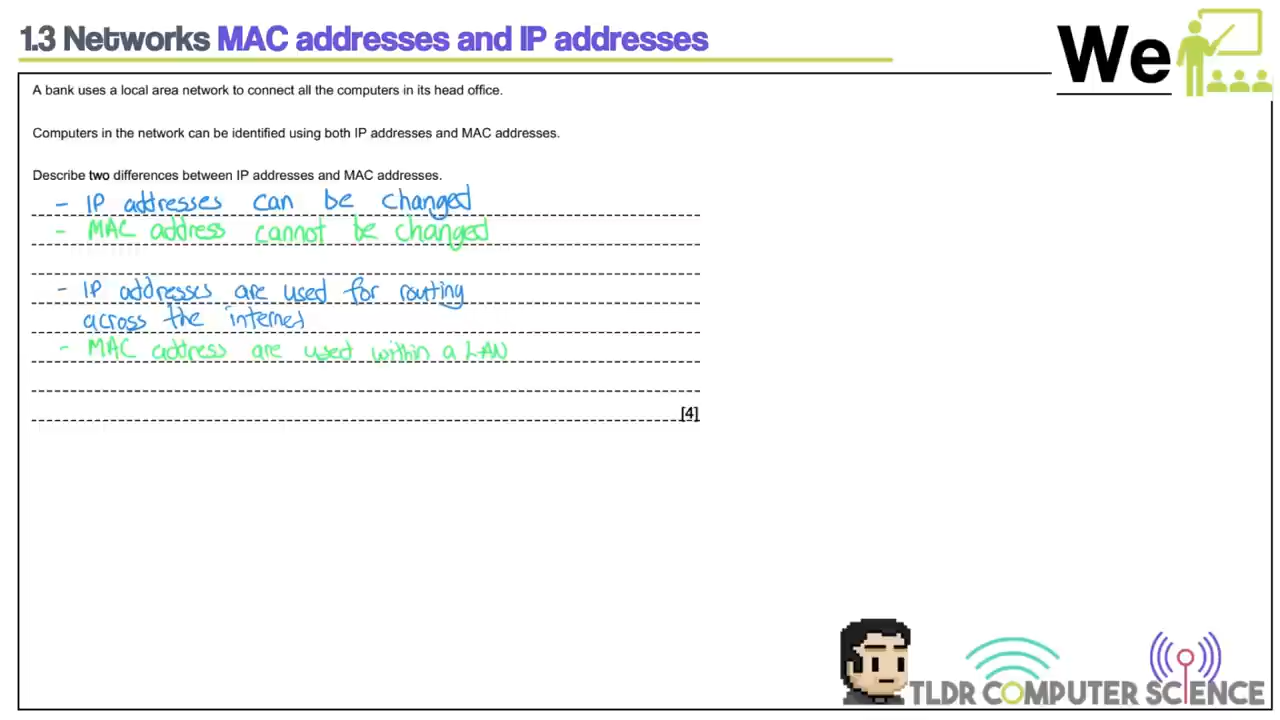 1.3 Networks MAC addresses and IP addresses
We
A bank uses a local area network to connect all the computers in its head office.
Computers in the network can be identified using both IP addresses and MAC addresses.
Describe two differences between IP addresses and MAC addresses.
- IP addresses can be changed
- MAC address cannot be changed
- IP addresses are used for routing
across the internet
- MAC address are used within a LAN
[4]
TLDR COMPUTER SCIENCE